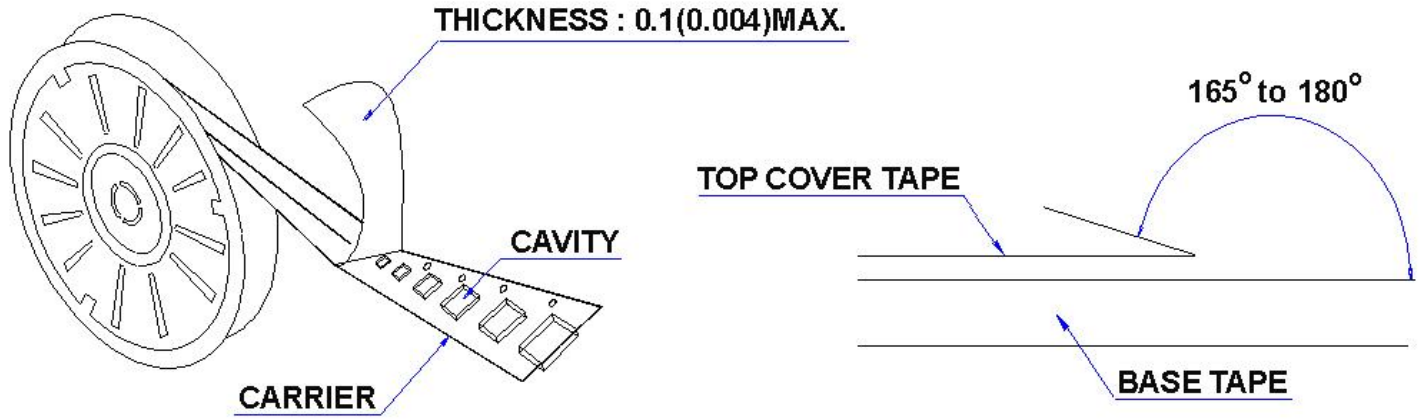 THICKNESS : 0.1(0.004)MAX.
165° to 180°
TOP COVER TAPE
CAVITY
BASE TAPE
CARRIER